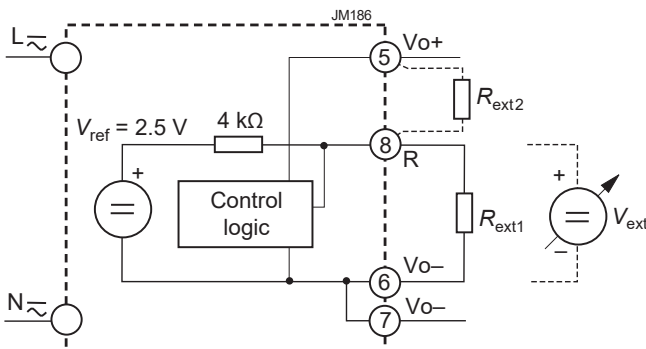 JM186
L
5
Vo+
Rext2
Vref = 2.5 V
4 kΩ
8
R
+
Control
logic
Rext1
+
Vext
–
6
Vo–
N
7
Vo–